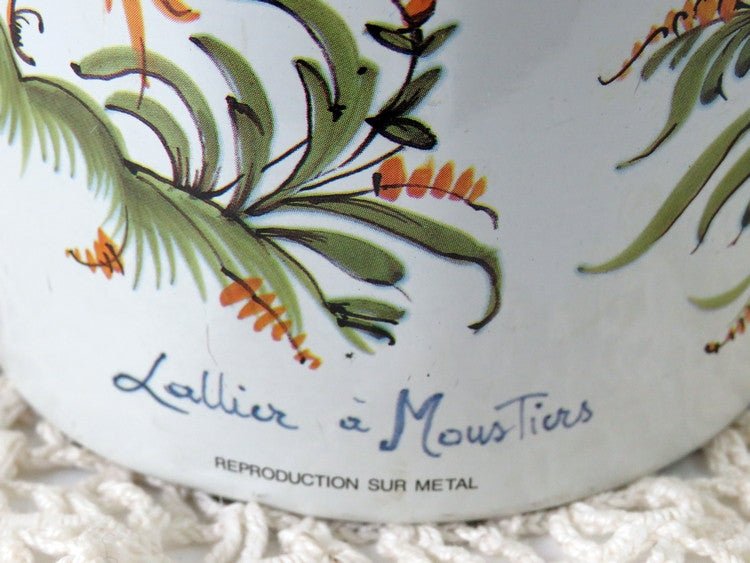 Lallier à Moustiers
REPRODUCTION SUR METAL